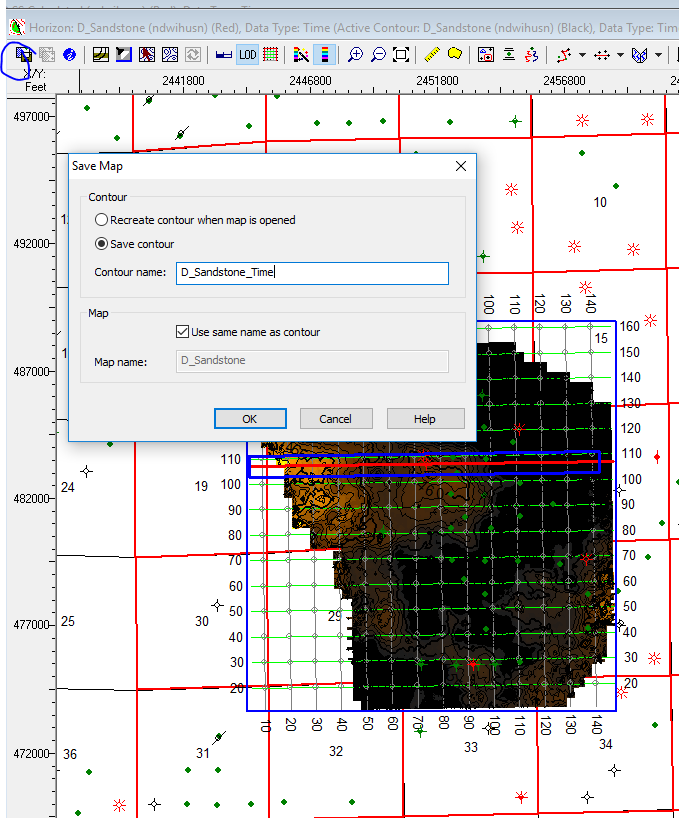 Horizon: D_Sandstone (ndwihusn) (Red), Data Type: Time (Active Contour: D_Sandstone (ndwihusn) (Black), Data Type: Time
LOD
X/Y:
Feet
2441800 2446800 2451800 2456800
497000
492000
487000
482000
477000
472000
Save Map
Contour
Recreate contour when map is opened
Save contour
Contour name: D_Sandstone_Time
Map
Use same name as contour
Map name: D_Sandstone
OK Cancel Help
10
100 110 120 130 140
15
160
150
140
130
120
110
100
90
80
70
60
50
40
30
20
110
100
90
80
70
60
50
40
30
20
24 19
25 30 29
36 31 32 33 34
10 20 30 40 50 60 70 80 90 100 110 120 130 140